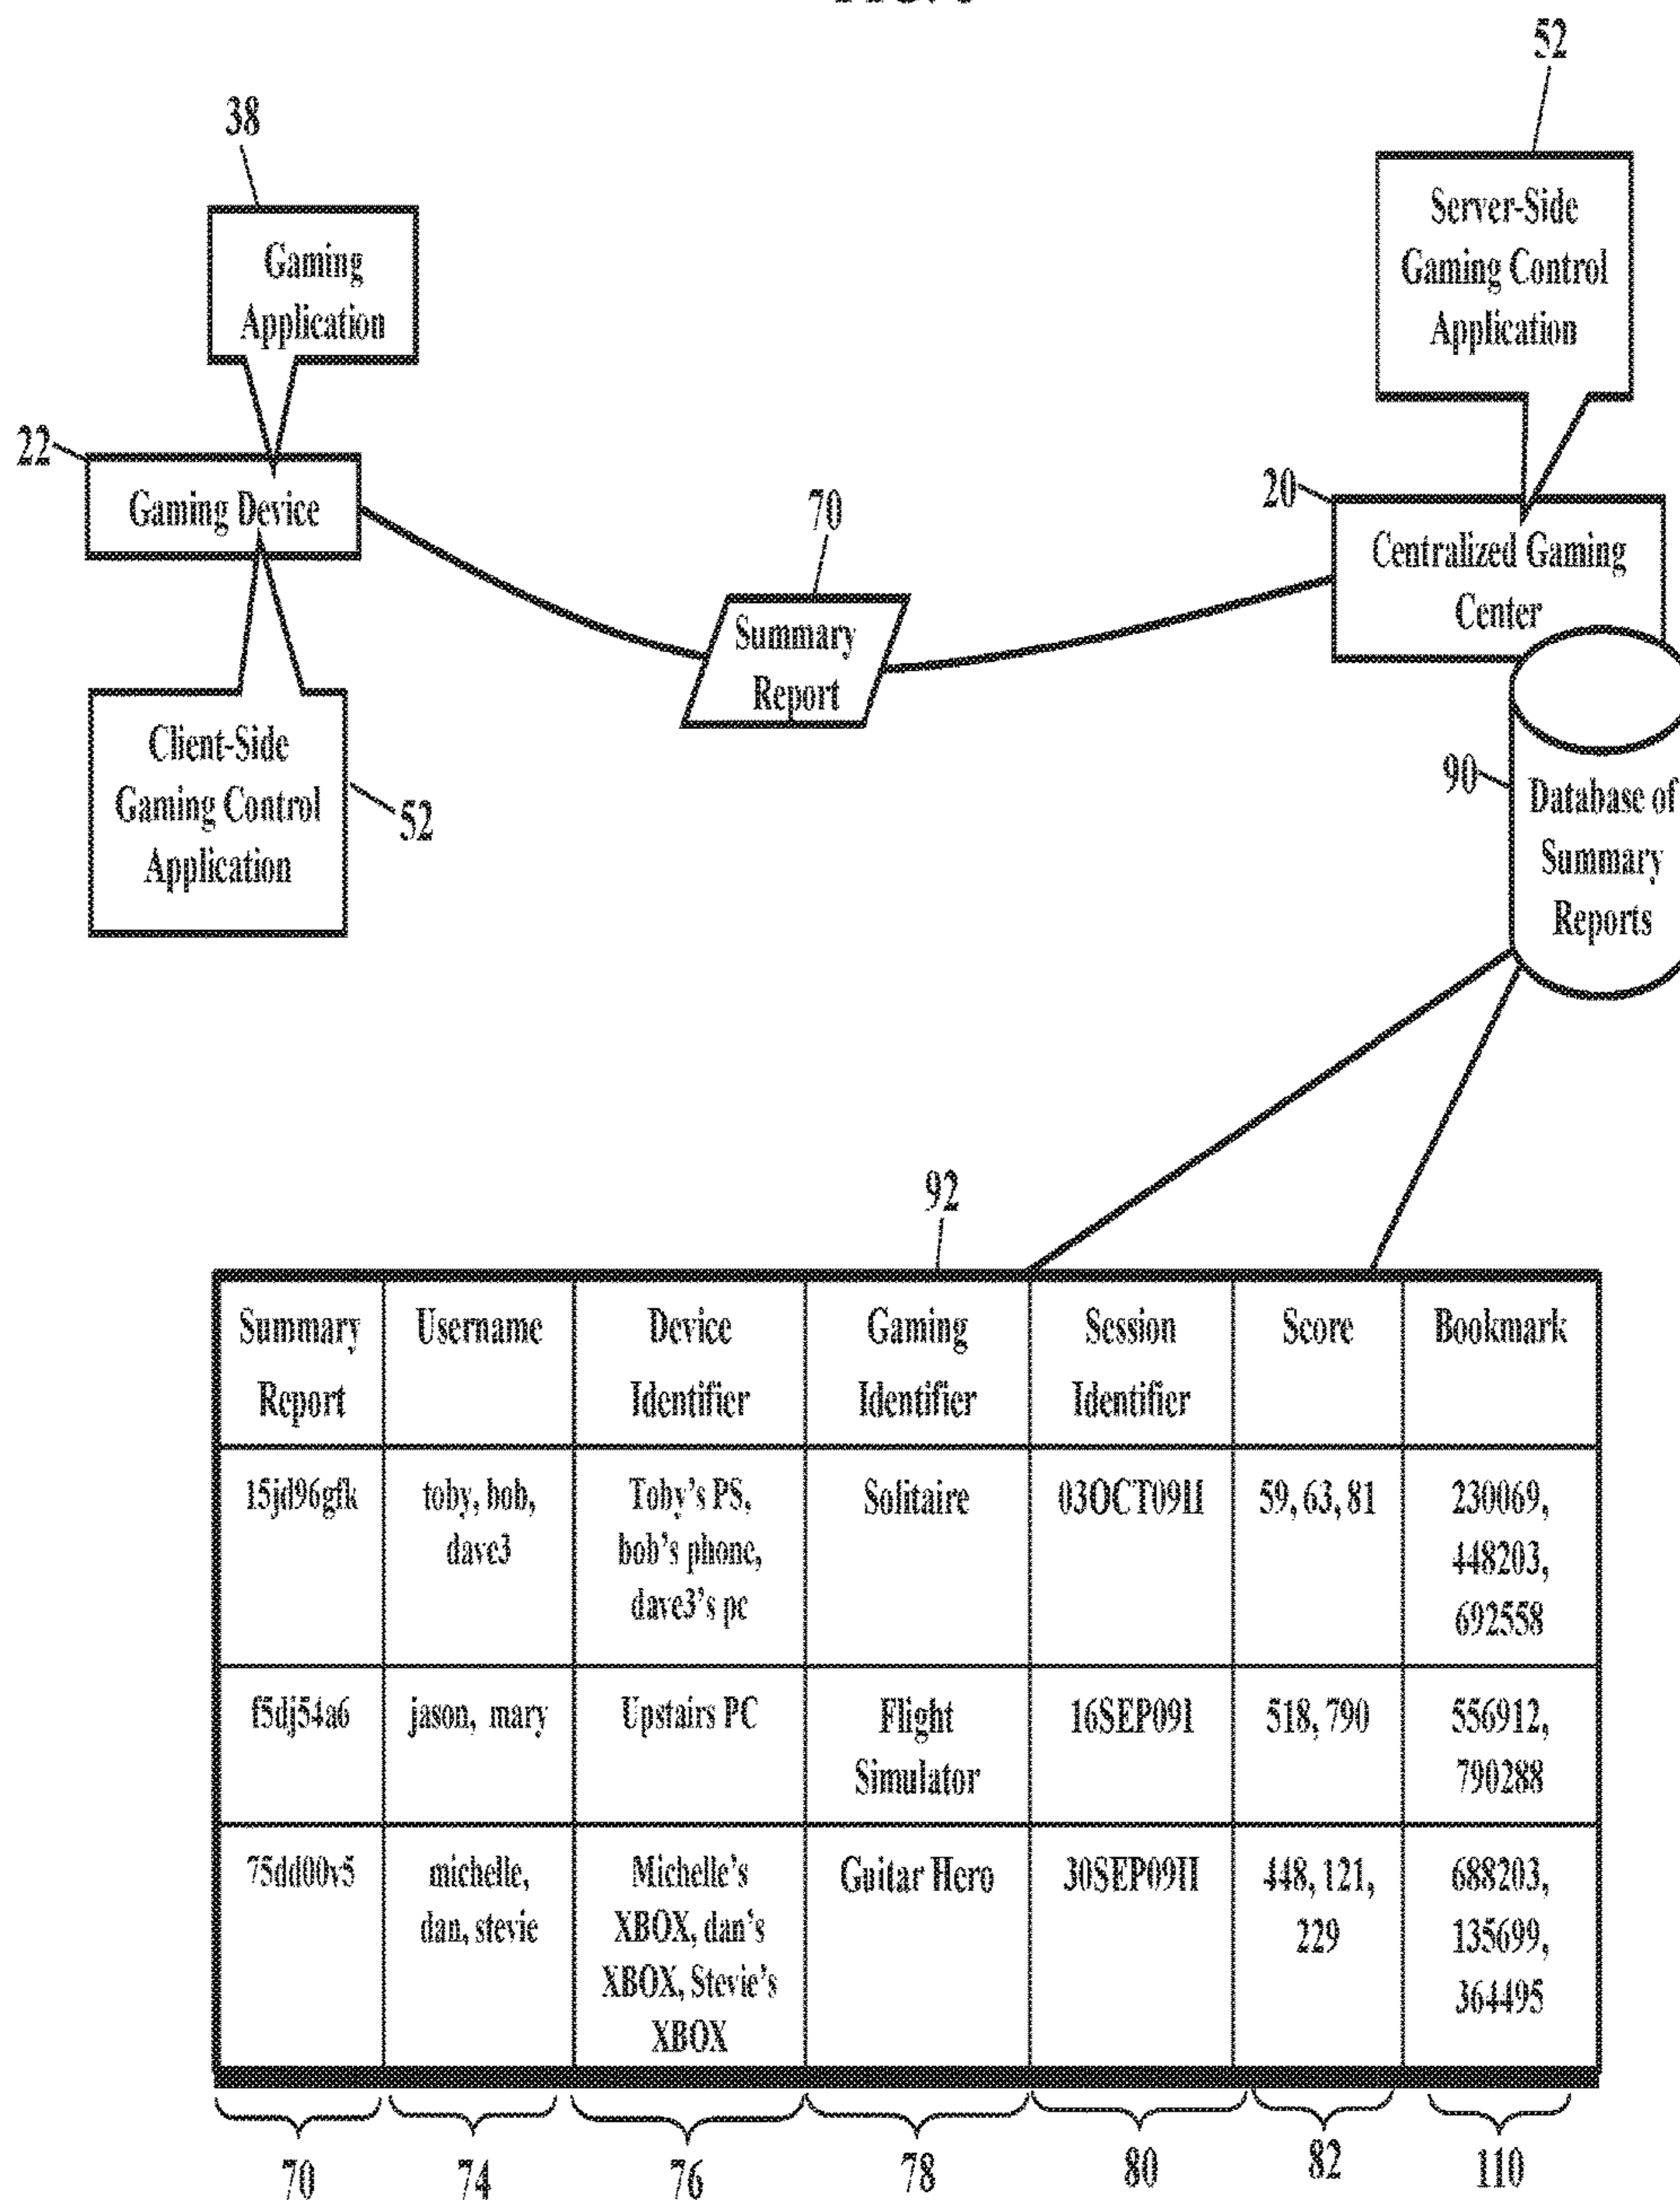 52
38
Server-Side
Gaming Control
Application
Gaming
Application
22
Gaming Device
20
Centralized Gaming
Center
70
Summary
Report
Client-Side
Gaming Control
Application
52
90
Database of
Summary
Reports
92
Summary
Report
Username
Device
Identifier
Gaming
Identifier
Session
Identifier
Score
Bookmark
15jd96gfk
toby, bob,
dave3
Toby's PS,
bob's phone,
dave3's pc
Solitaire
03OCT09II
59, 63, 81
230069,
448203,
692558
f5dj54a6
jason, mary
Upstairs PC
Flight
Simulator
16SEP09I
518, 790
556912,
790288
75dd00v5
michelle,
dan, stevie
Michelle's
XBOX, dan's
XBOX, Stevie's
XBOX
Guitar Hero
30SEP09II
448, 121,
229
688203,
135699,
364495
70
74
76
78
80
82
110